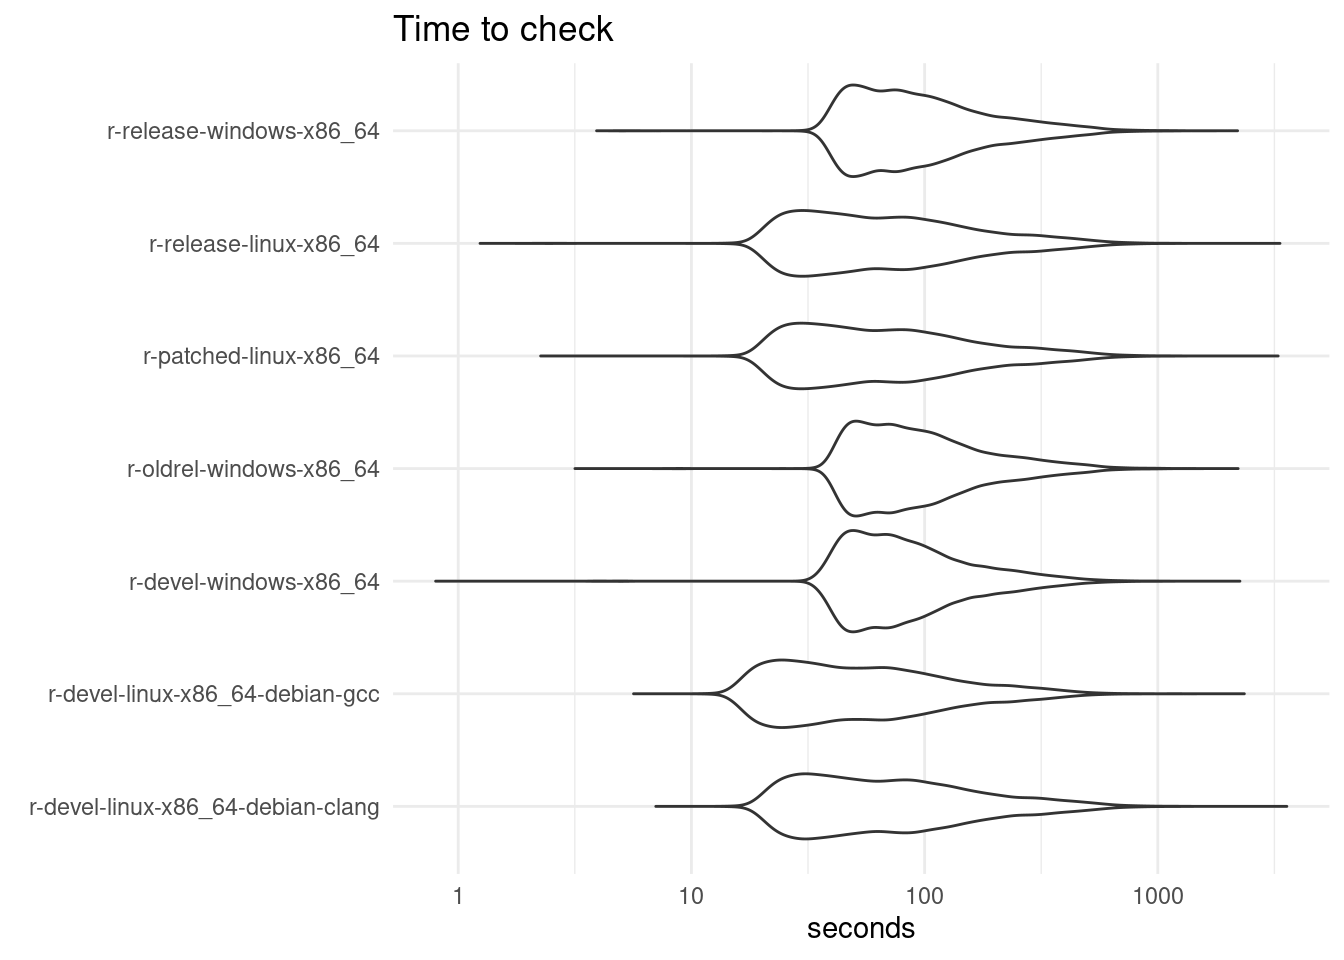 Time to check
r-release-windows-x86_64
r-release-linux-x86_64
r-patched-linux-x86_64
r-oldrel-windows-x86_64
r-devel-windows-x86_64
r-devel-linux-x86_64-debian-gcc
r-devel-linux-x86_64-debian-clang
1 10 100 1000
seconds